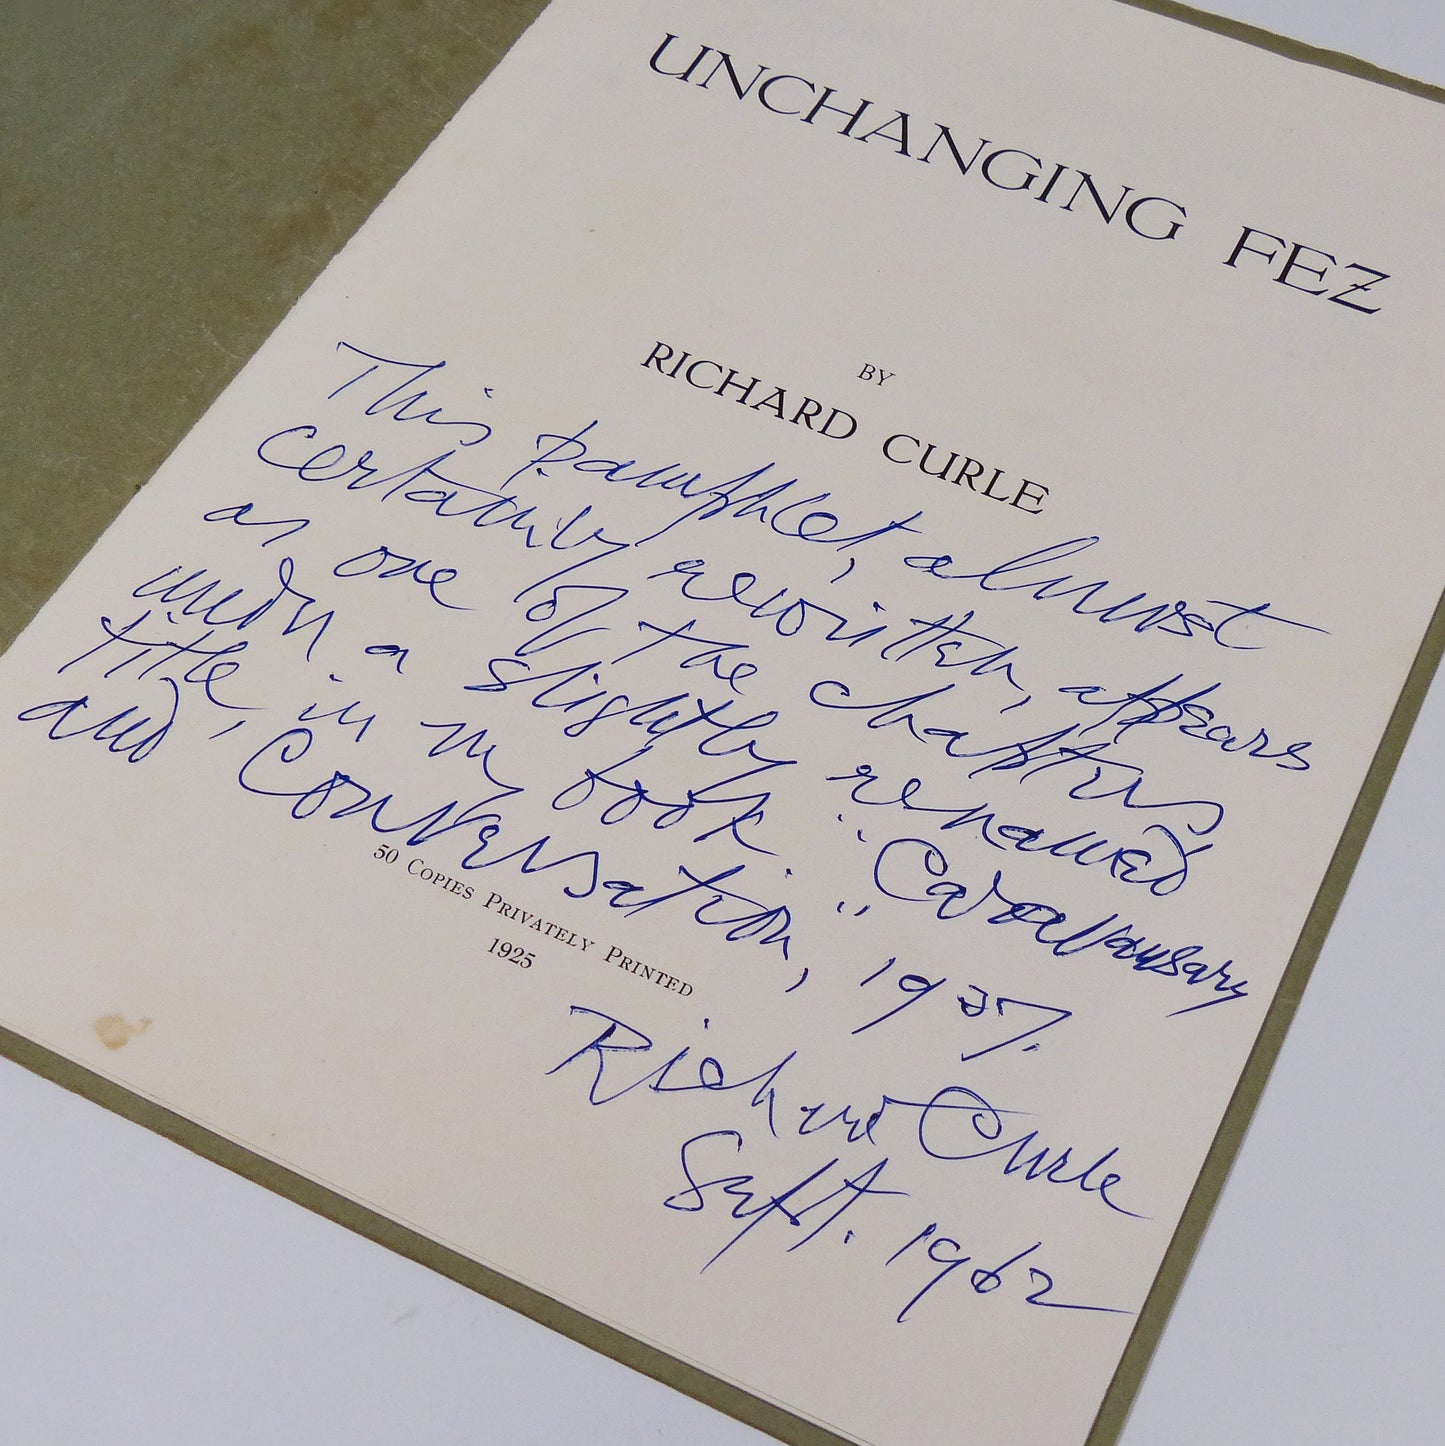 UNCHANGING FEZ
BY
RICHARD CURLE
This pamphlet, almost
certainly rewritten, appears
as one of the chapters
under a slightly renamed
title, in my book: "Caravansary
and Conversation," 1937.
50 COPIES PRIVATELY PRINTED
1925
Richard Curle
Sept. 1962